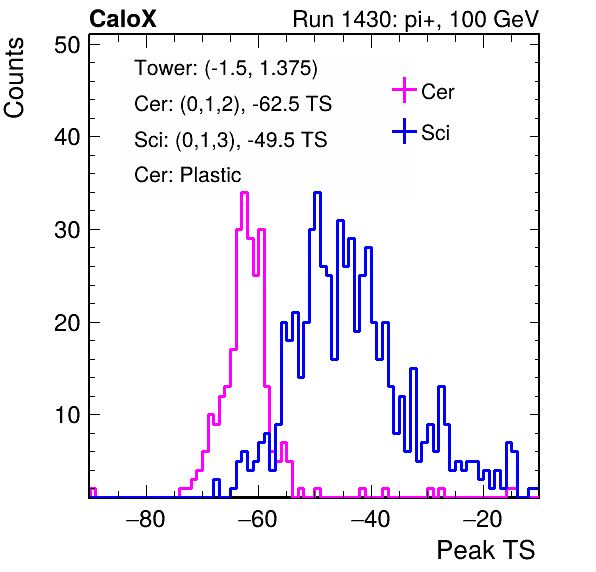 CaloX Run 1430: pi+, 100 GeV
Counts
50
40
30
20
10
Tower: (-1.5, 1.375)
Cer: (0,1,2), -62.5 TS
Sci: (0,1,3), -49.5 TS
Cer: Plastic
Cer
Sci
−80 −60 −40 −20
Peak TS